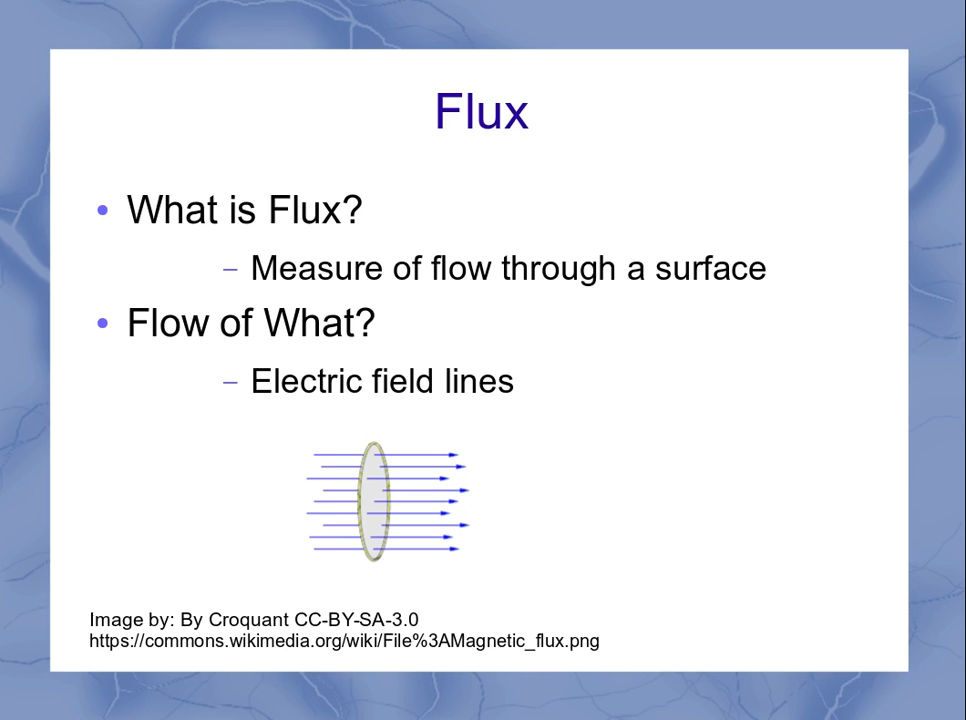 Flux
• What is Flux?
– Measure of flow through a surface
• Flow of What?
– Electric field lines
Image by: By Croquant CC-BY-SA-3.0
https://commons.wikimedia.org/wiki/File%3AMagnetic_flux.png